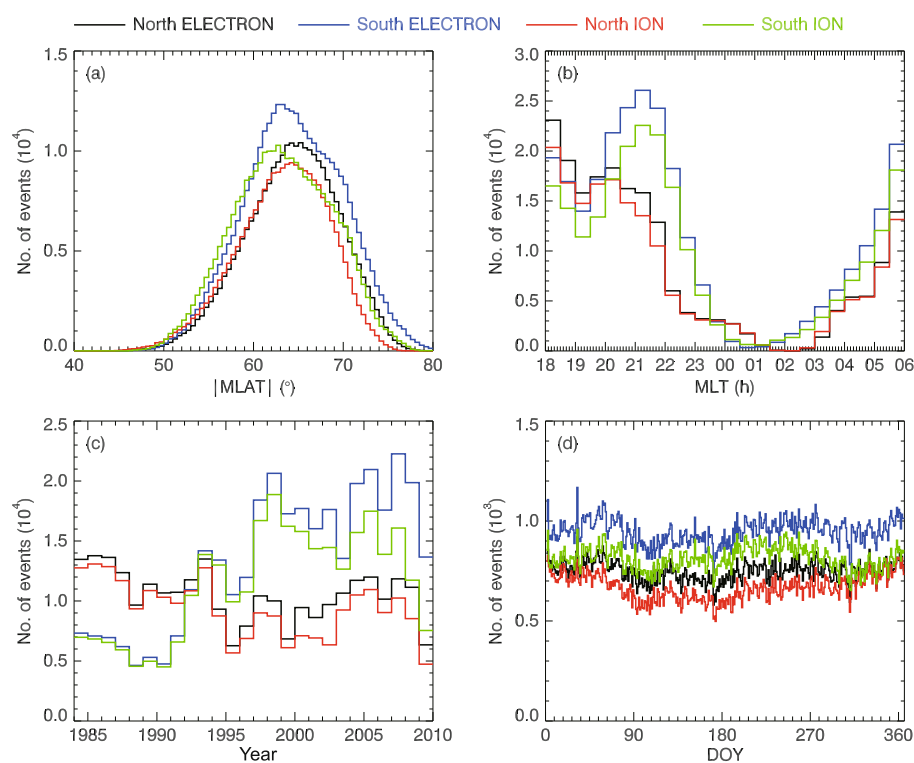 North ELECTRON South ELECTRON North ION South ION
(a)
No. of events (10⁴)
1.5
1.0
0.5
0.0
40 50 60 70 80
|MLAT| (°)
(b)
No. of events (10⁴)
3.0
2.5
2.0
1.5
1.0
0.5
0.0
18 19 20 21 22 23 00 01 02 03 04 05 06
MLT (h)
(c)
No. of events (10⁴)
2.5
2.0
1.5
1.0
0.5
0.0
1985 1990 1995 2000 2005 2010
Year
(d)
No. of events (10³)
1.5
1.0
0.5
0.0
0 90 180 270 360
DOY